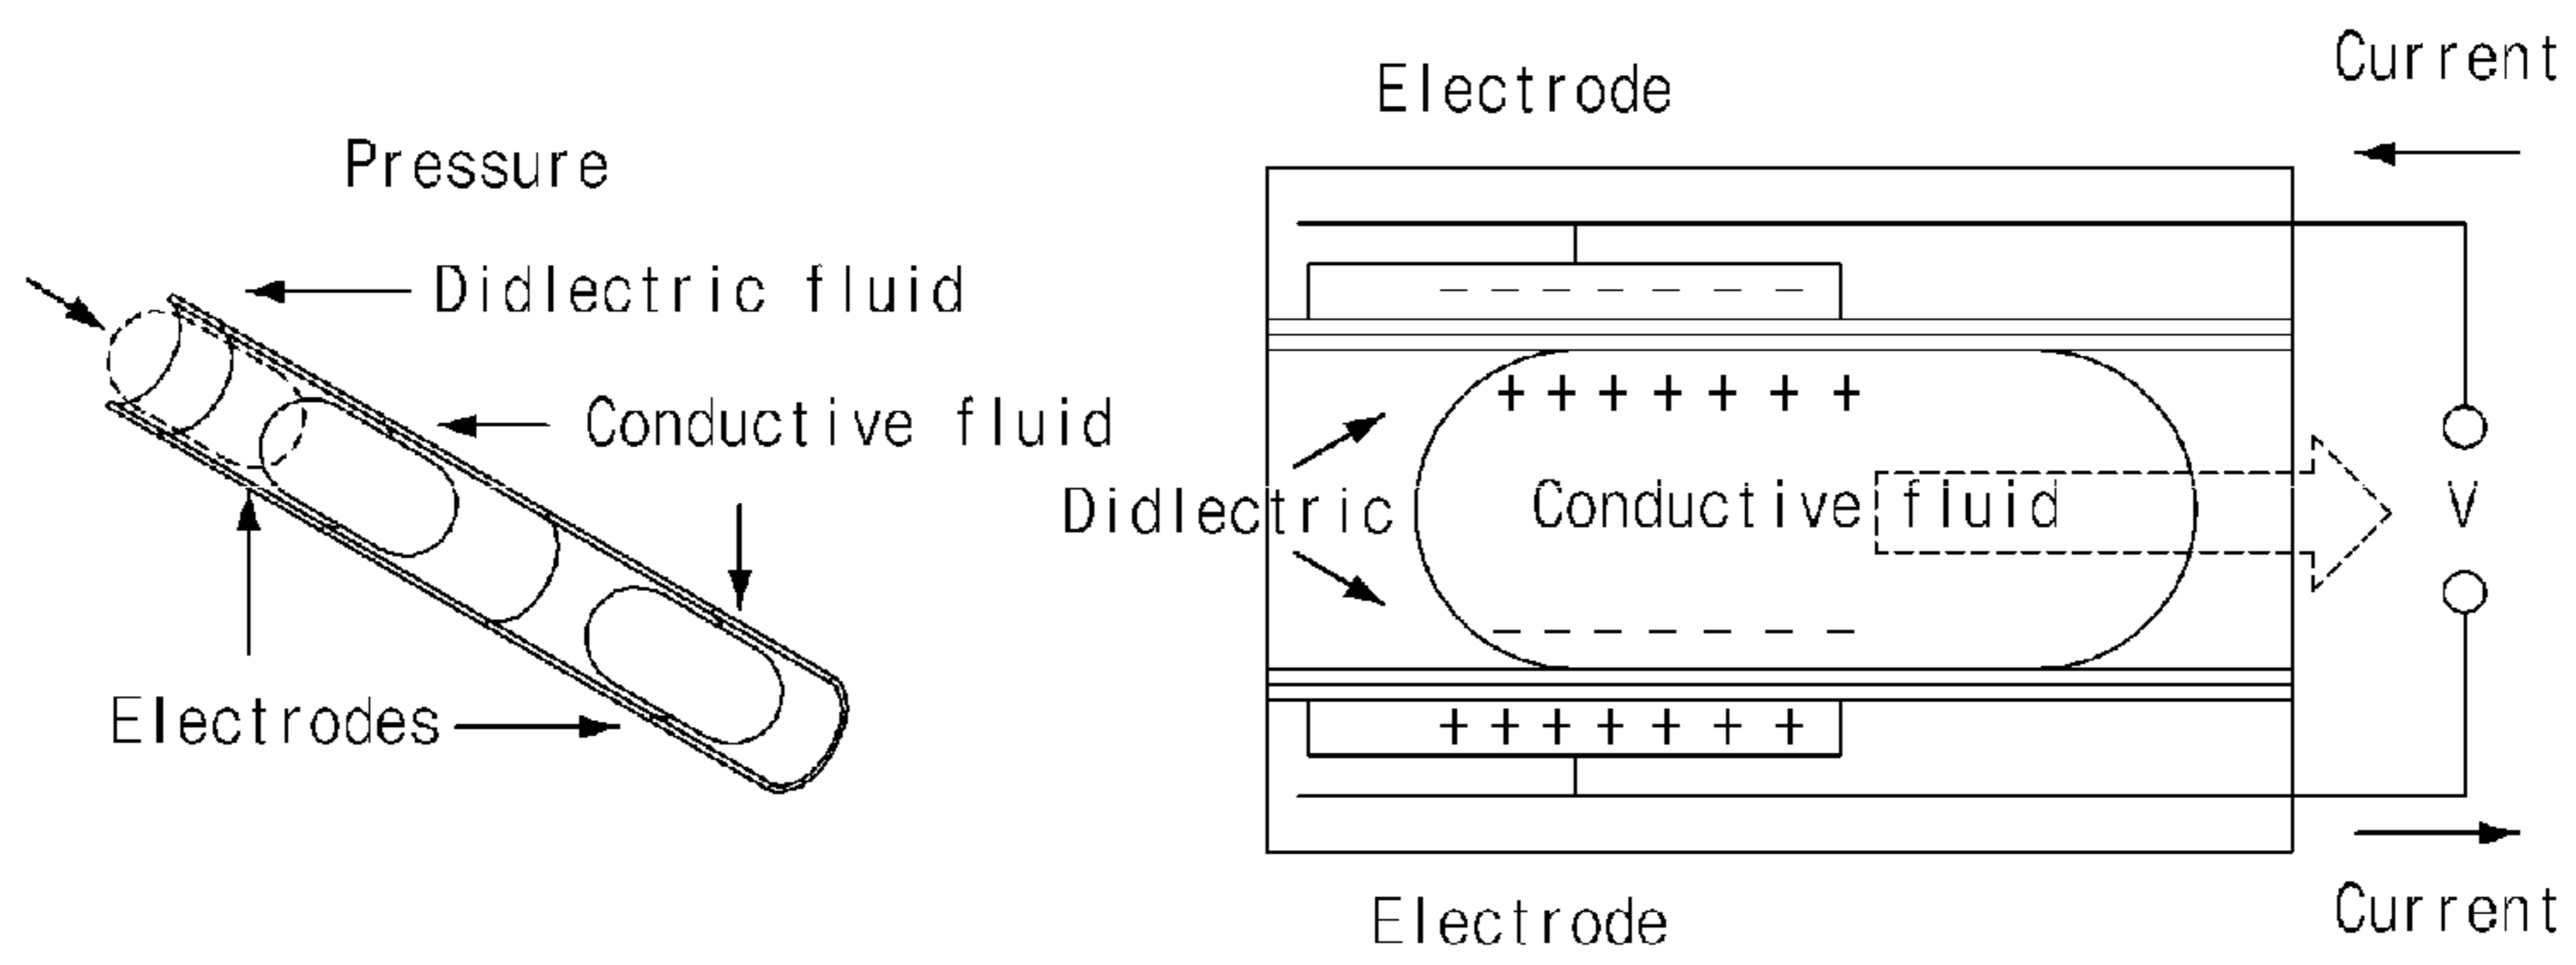 Pressure
Didlectric fluid
Conductive fluid
Electrodes
Electrode
Current
- - - - - - -
+ + + + + + +
Didlectric
Conductive fluid
V
- - - - - - -
+ + + + + + +
Electrode
Current